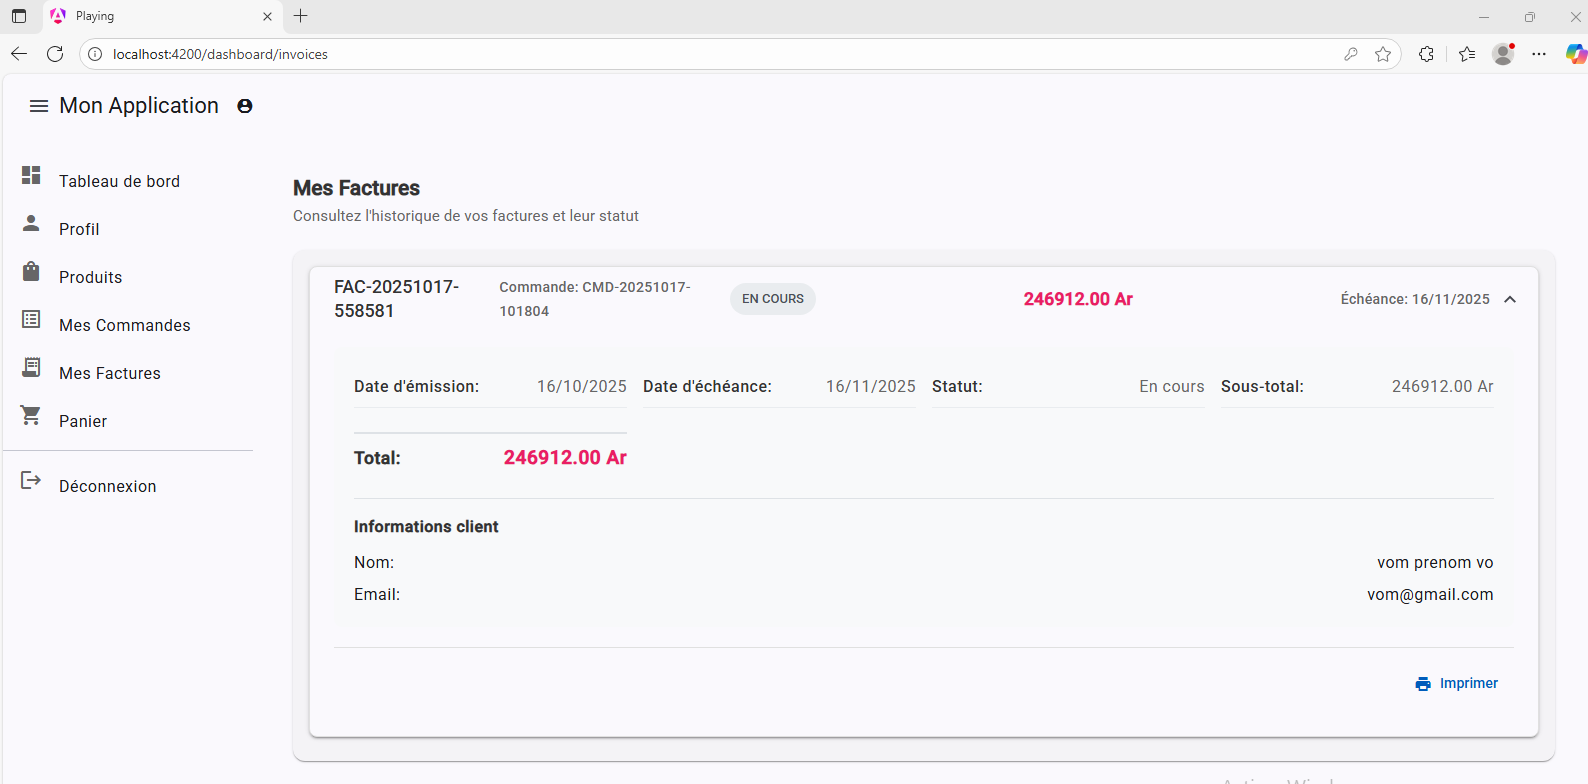 Playing
localhost:4200/dashboard/invoices
Mon Application
Tableau de bord
Profil
Produits
Mes Commandes
Mes Factures
Panier
Déconnexion
Mes Factures
Consultez l'historique de vos factures et leur statut
FAC-20251017-
558581
Commande: CMD-20251017-
101804
EN COURS
246912.00 Ar
Échéance: 16/11/2025
Date d'émission: 16/10/2025 Date d'échéance: 16/11/2025 Statut: En cours Sous-total: 246912.00 Ar
Total: 246912.00 Ar
Informations client
Nom: vom prenom vo
Email: vom@gmail.com
Imprimer